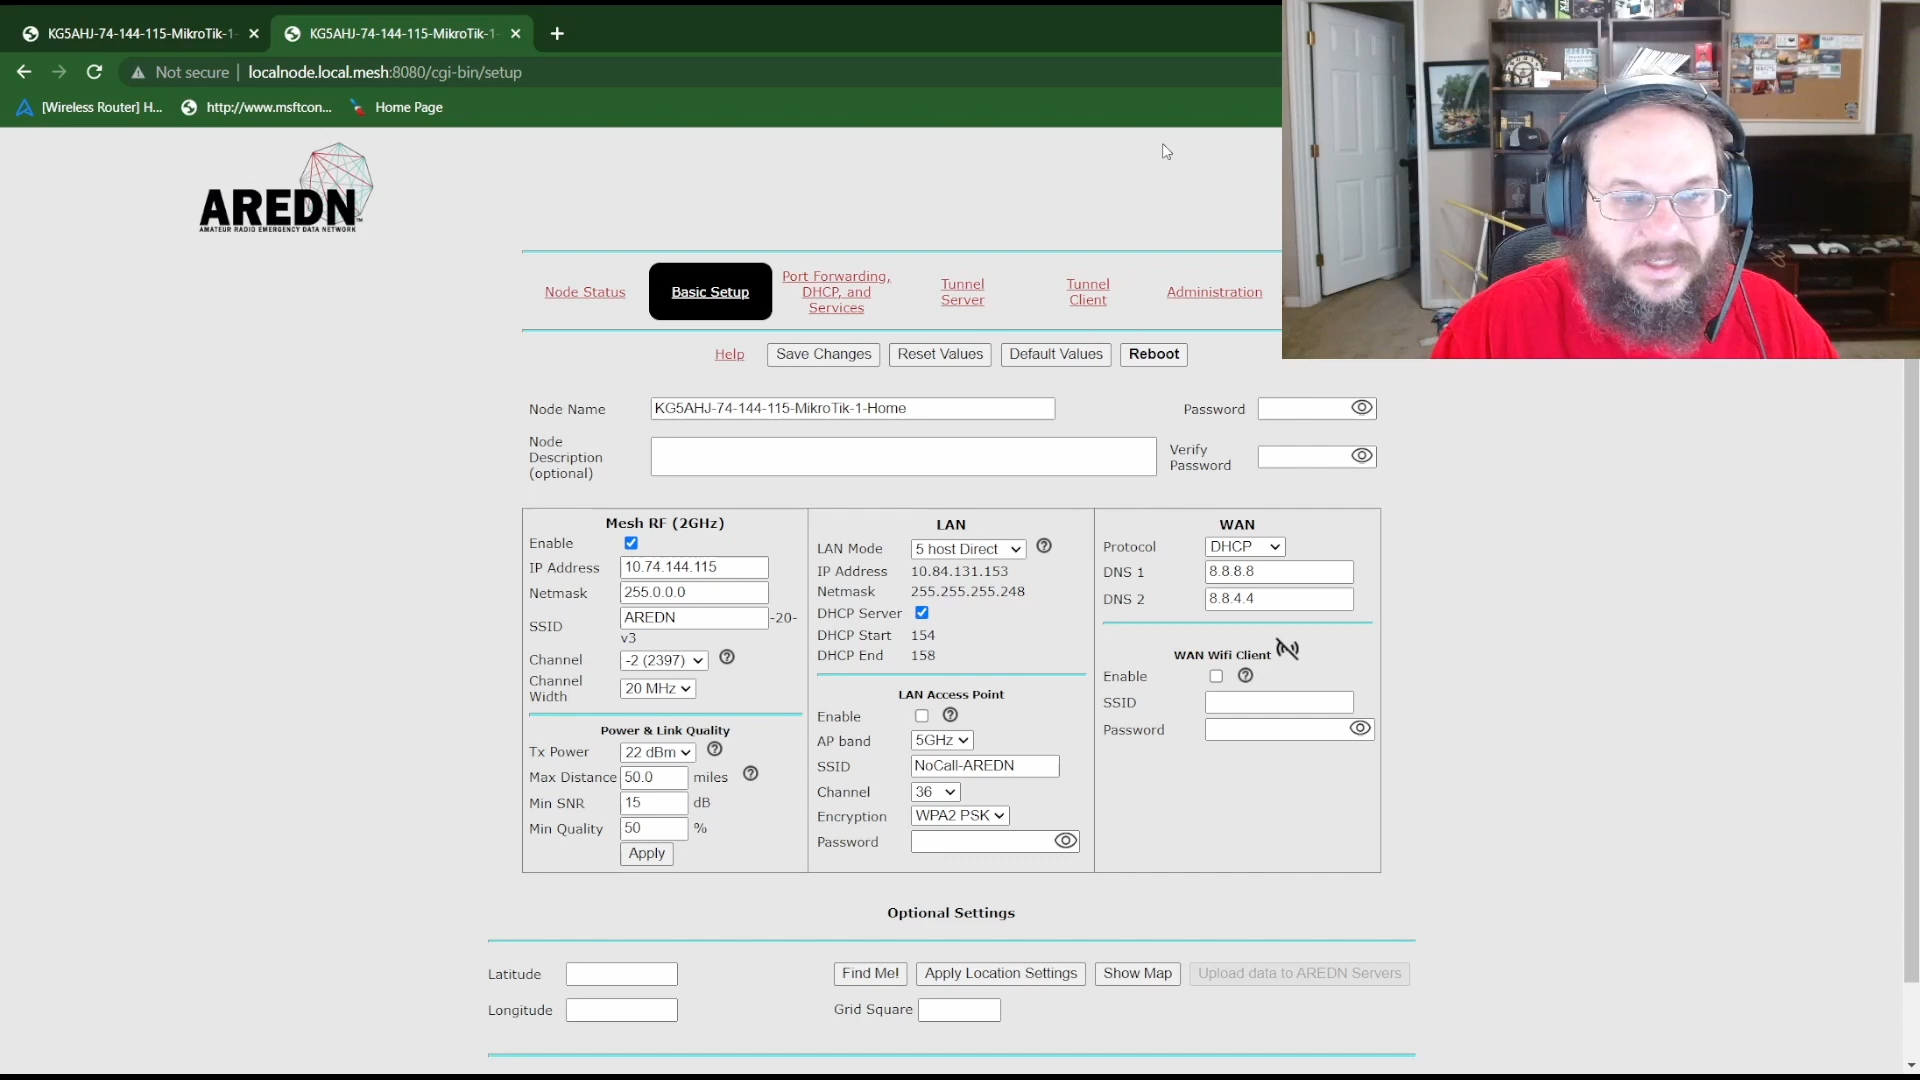 KG5AHJ-74-144-115-MikroTik-1-
KG5AHJ-74-144-115-MikroTik-1-
Not secure
localnode.local.mesh:8080/cgi-bin/setup
[Wireless Router] H...
http://www.msftcon...
Home Page
AREDN
AMATEUR RADIO EMERGENCY DATA NETWORK
Node Status
Basic Setup
Port Forwarding,
DHCP, and
Services
Tunnel
Server
Tunnel
Client
Administration
Help
Save Changes
Reset Values
Default Values
Reboot
Node Name
KG5AHJ-74-144-115-MikroTik-1-Home
Password
Node
Description
(optional)
Verify
Password
Mesh RF (2GHz)
Enable
IP Address 10.74.144.115
Netmask 255.0.0.0
SSID AREDN -20-
v3
Channel -2 (2397)
Channel
Width
20 MHz
Power & Link Quality
Tx Power 22 dBm
Max Distance 50.0 miles
Min SNR 15 dB
Min Quality 50 %
Apply
LAN
LAN Mode 5 host Direct
IP Address 10.84.131.153
Netmask 255.255.255.248
DHCP Server
DHCP Start 154
DHCP End 158
LAN Access Point
Enable
AP band 5GHz
SSID NoCall-AREDN
Channel 36
Encryption WPA2 PSK
Password
WAN
Protocol DHCP
DNS 1 8.8.8.8
DNS 2 8.8.4.4
WAN Wifi Client
Enable
SSID
Password
Optional Settings
Latitude
Find Me!
Apply Location Settings
Show Map
Upload data to AREDN Servers
Longitude
Grid Square